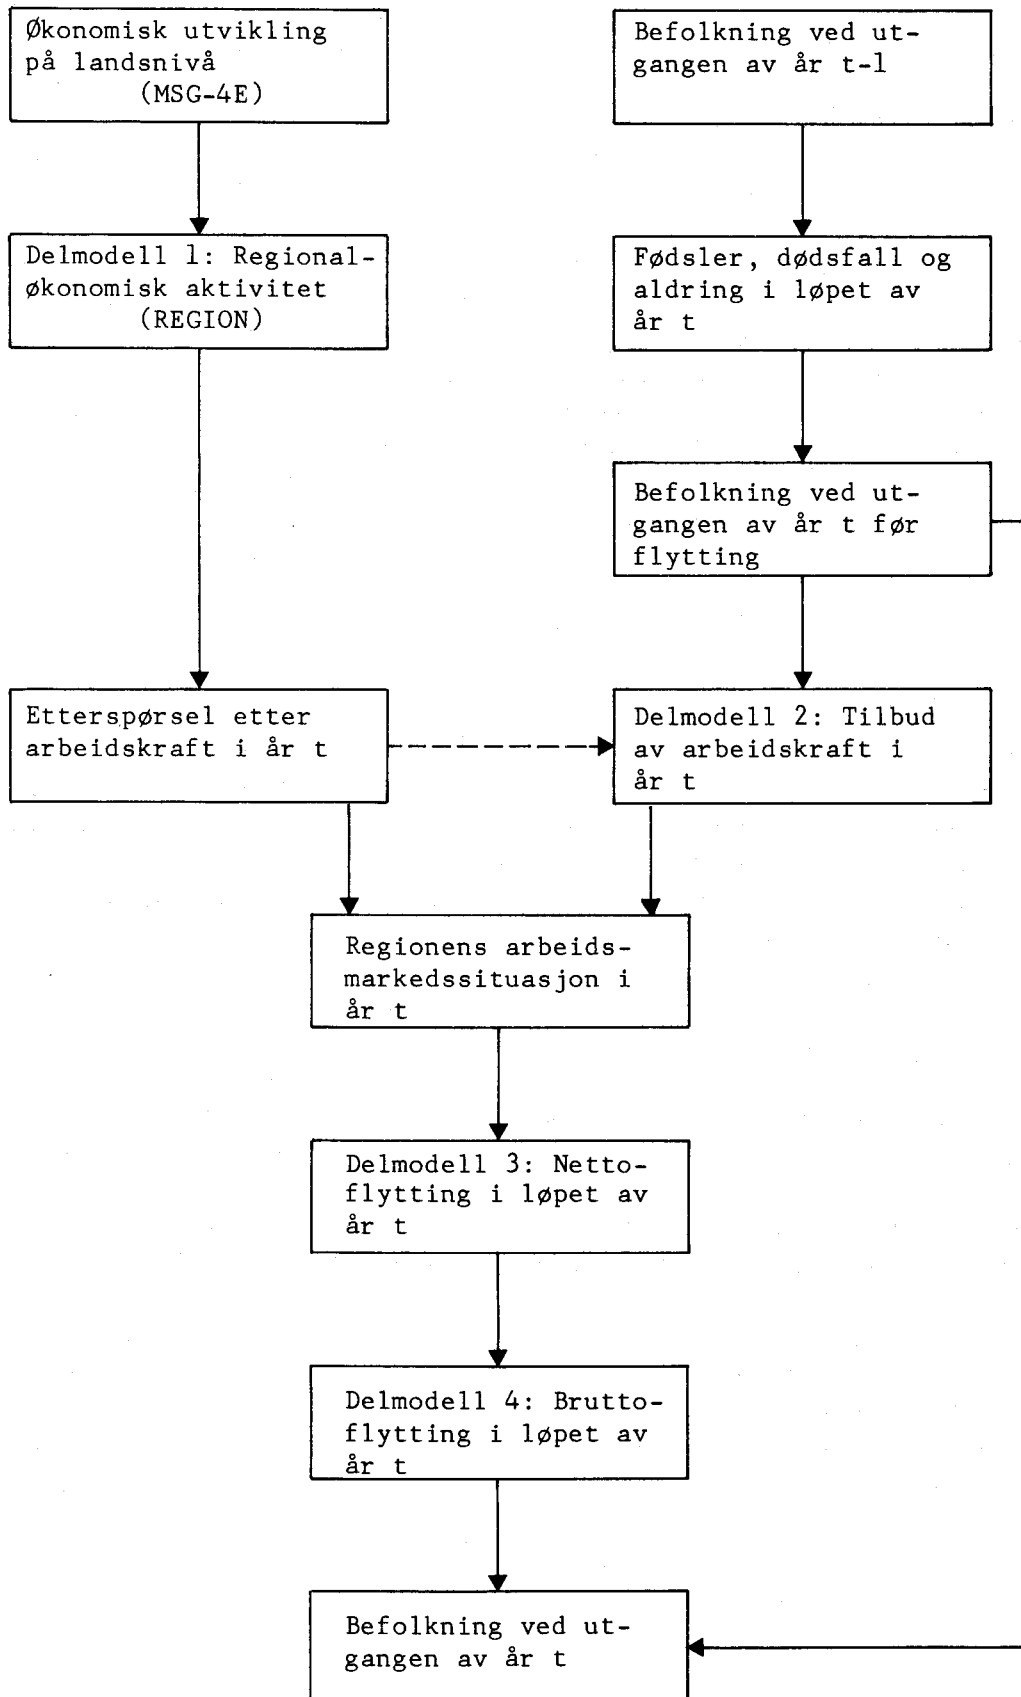 Økonomisk utvikling
på landsnivå
(MSG-4E)
Befolkning ved ut-
gangen av år t-1
Delmodell 1: Regional-
økonomisk aktivitet
(REGION)
Fødsler, dødsfall og
aldring i løpet av
år t
Befolkning ved ut-
gangen av år t før
flytting
Etterspørsel etter
arbeidskraft i år t
Delmodell 2: Tilbud
av arbeidskraft i
år t
Regionens arbeids-
markedssituasjon i
år t
Delmodell 3: Netto-
flytting i løpet av
år t
Delmodell 4: Brutto-
flytting i løpet av
år t
Befolkning ved ut-
gangen av år t